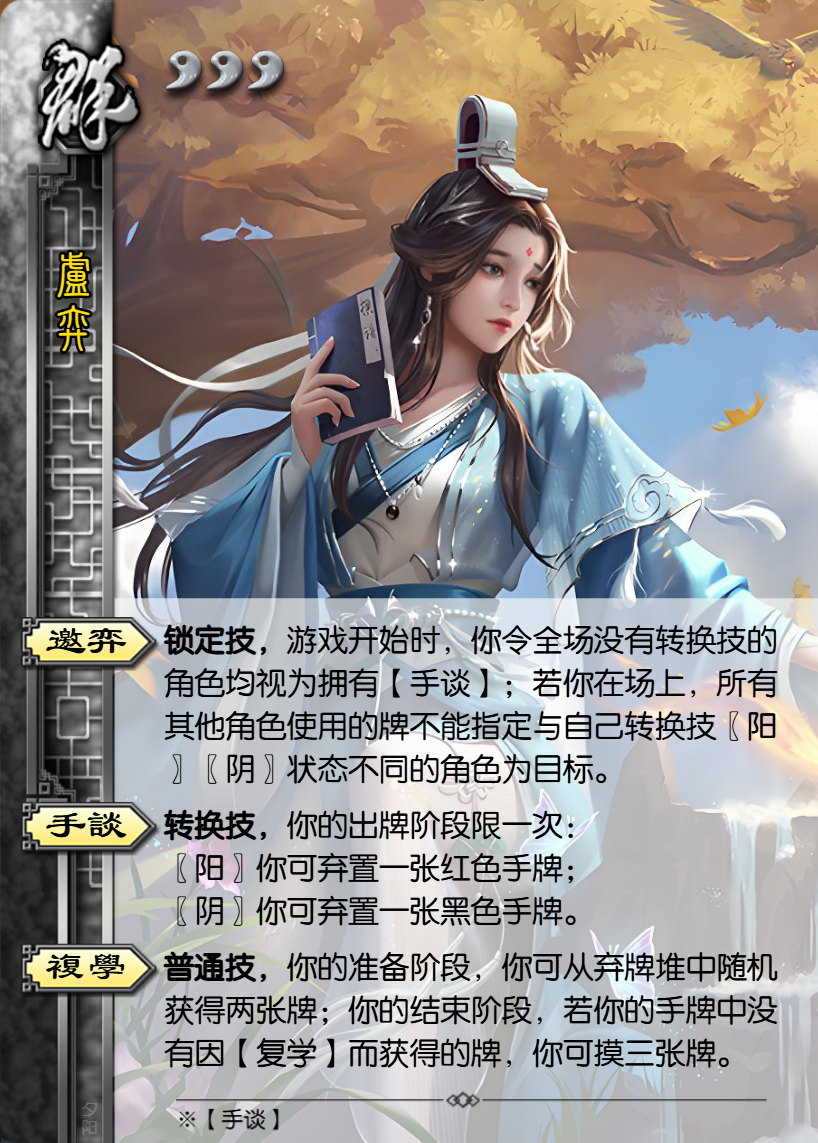 群
盧弈
邀弈
锁定技，游戏开始时，你令全场没有转换技的
角色均视为拥有【手谈】；若你在场上，所有
其他角色使用的牌不能指定与自己转换技〖阳
〗〖阴〗状态不同的角色为目标。
手談
转换技，你的出牌阶段限一次：
〖阳〗你可弃置一张红色手牌；
〖阴〗你可弃置一张黑色手牌。
複學
普通技，你的准备阶段，你可从弃牌堆中随机
获得两张牌；你的结束阶段，若你的手牌中没
有因【复学】而获得的牌，你可摸三张牌。
※【手谈】
夕阳